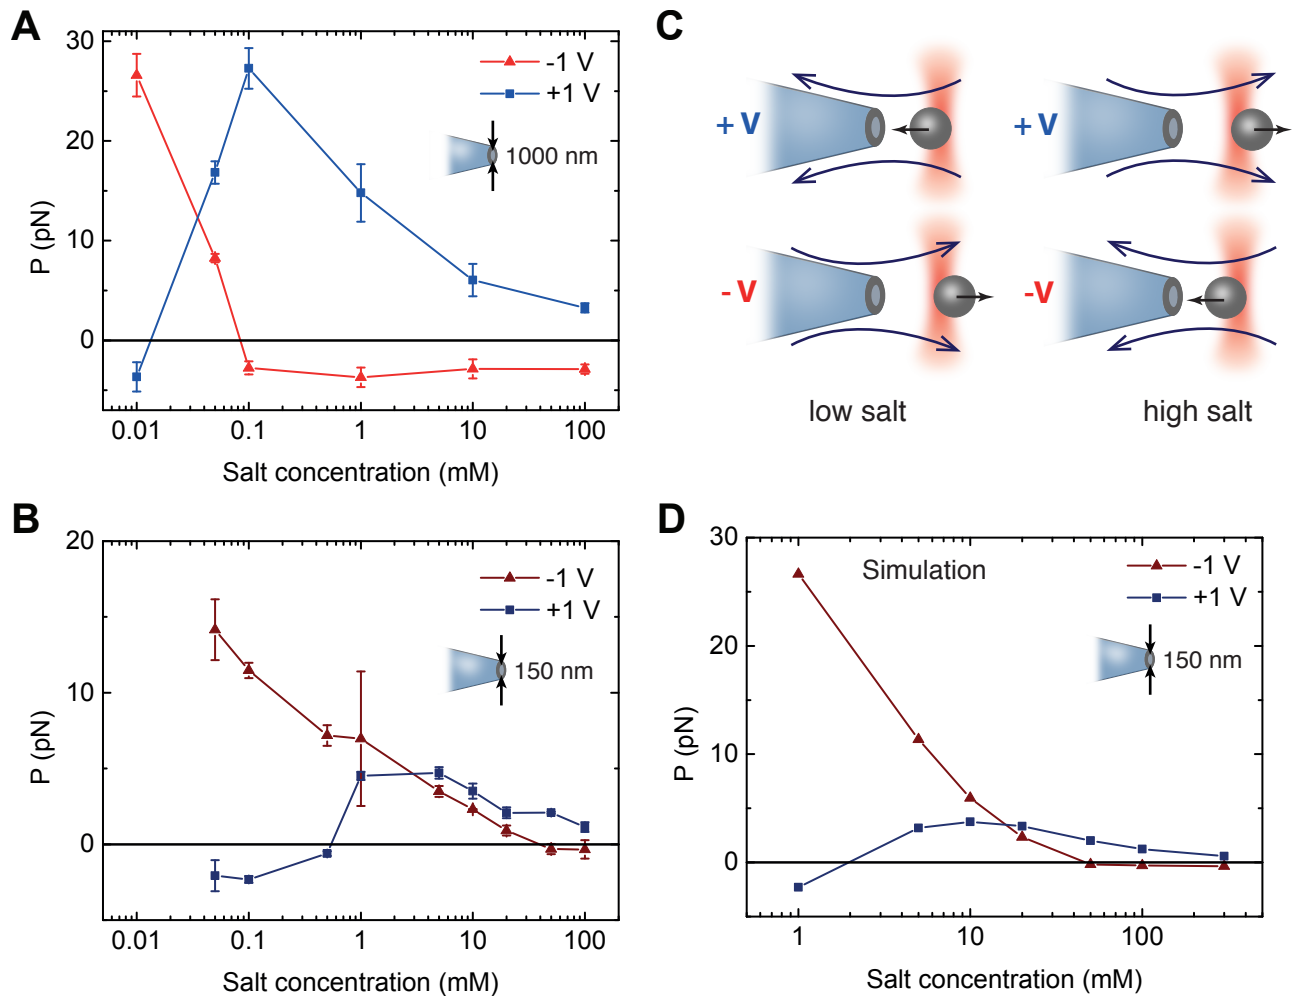 A
P (pN)
30
20
10
0
-1 V
+1 V
1000 nm
0.01 0.1 1 10 100
Salt concentration (mM)
B
P (pN)
20
10
0
-1 V
+1 V
150 nm
0.01 0.1 1 10 100
Salt concentration (mM)
C
+ V
+ V
- V
- V
low salt
high salt
D
P (pN)
30
20
10
0
Simulation
-1 V
+1 V
150 nm
1 10 100
Salt concentration (mM)